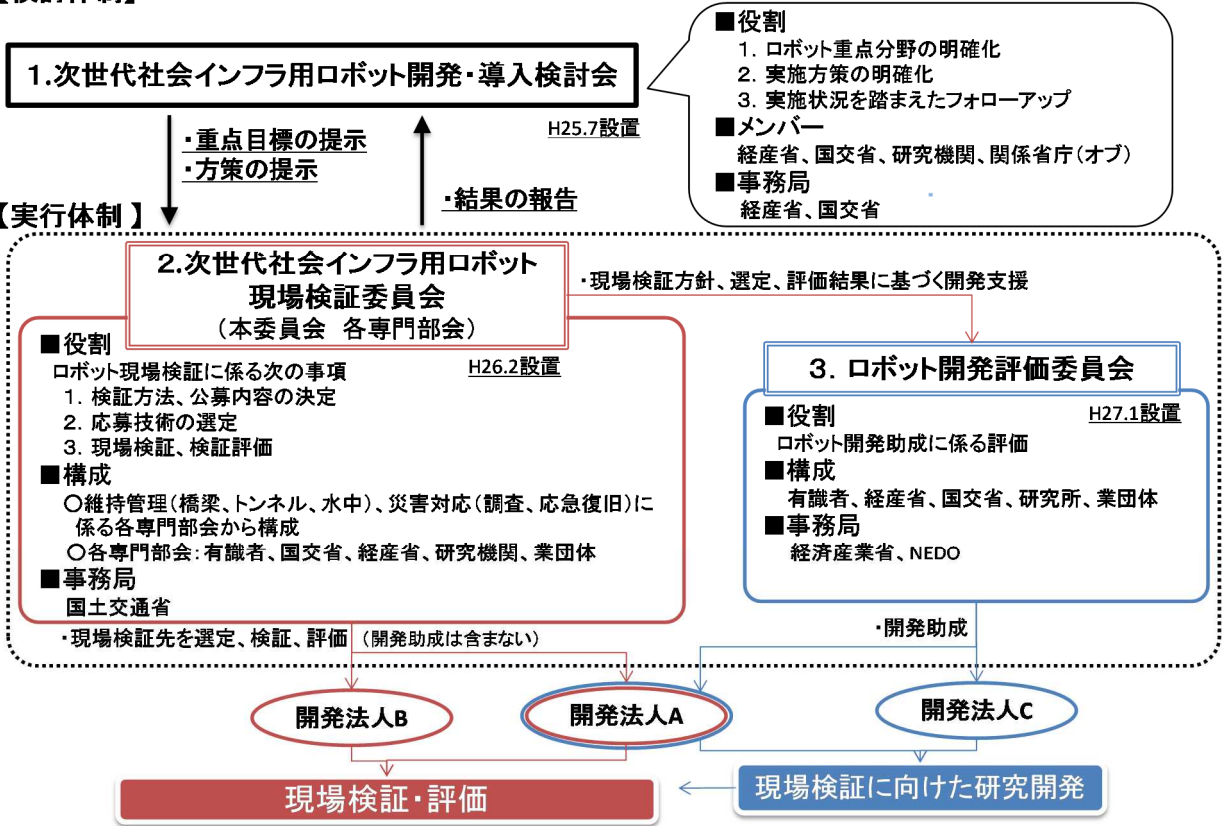 1.次世代社会インフラ用ロボット開発・導入検討会
H25.7設置
■役割
1. ロボット重点分野の明確化
2. 実施方策の明確化
3. 実施状況を踏まえたフォローアップ
■メンバー
経産省、国交省、研究機関、関係省庁(オブ)
■事務局
経産省、国交省
・重点目標の提示
・方策の提示
・結果の報告
【実行体制 】
2.次世代社会インフラ用ロボット
現場検証委員会
(本委員会 各専門部会)
・現場検証方針、選定、評価結果に基づく開発支援
■役割
H26.2設置
ロボット現場検証に係る次の事項
1. 検証方法、公募内容の決定
2. 応募技術の選定
3. 現場検証、検証評価
■構成
○維持管理(橋梁、トンネル、水中)、災害対応(調査、応急復旧)に
係る各専門部会から構成
○各専門部会:有識者、国交省、経産省、研究機関、業団体
■事務局
国土交通省
3. ロボット開発評価委員会
■役割
H27.1設置
ロボット開発助成に係る評価
■構成
有識者、経産省、国交省、研究所、業団体
■事務局
経済産業省、NEDO
・現場検証先を選定、検証、評価 (開発助成は含まない)
・開発助成
開発法人B
開発法人A
開発法人C
現場検証・評価
現場検証に向けた研究開発